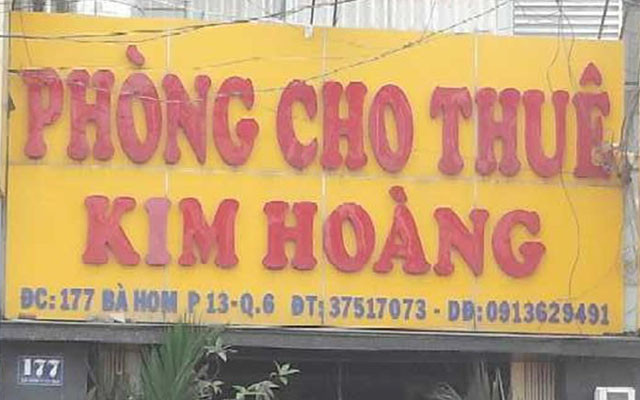 PHÒNG CHO THUÊ
KIM HOÀNG
ĐC: 177 BÀ HOM P 13-Q.6 ĐT: 37517073 - DĐ: 0913629491
177